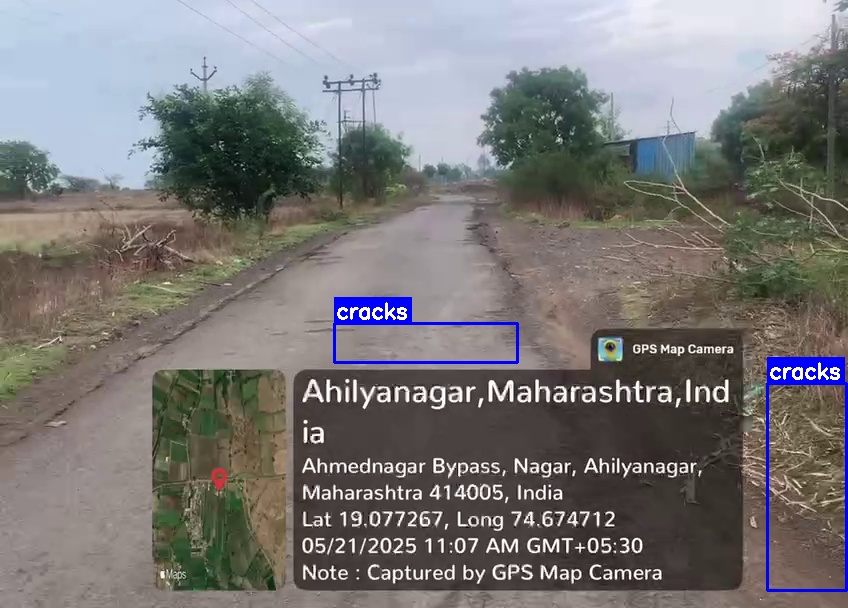 cracks
GPS Map Camera
cracks
Ahilyanagar,Maharashtra,Ind
ia
Ahmednagar Bypass, Nagar, Ahilyanagar,
Maharashtra 414005, India
Lat 19.077267, Long 74.674712
05/21/2025 11:07 AM GMT+05:30
Note : Captured by GPS Map Camera
Maps